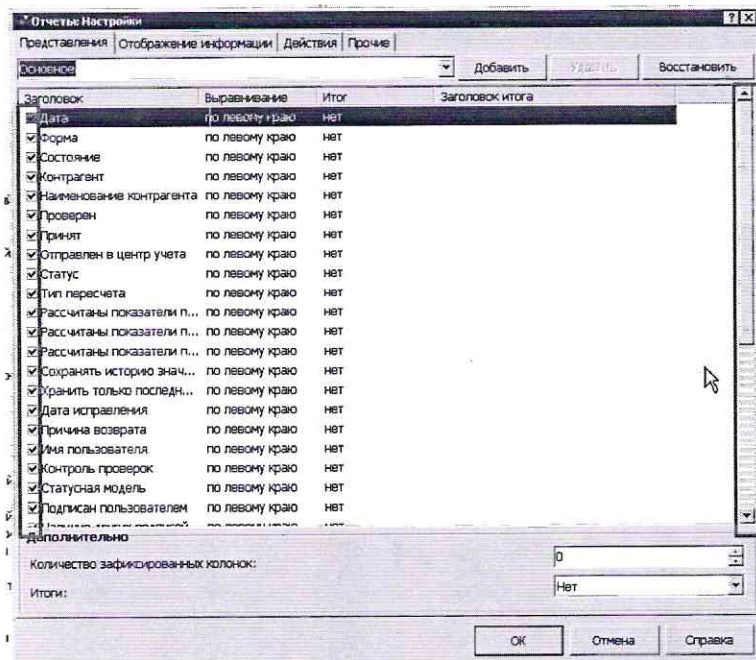 Отчеты: Настройки
Представления Отображение информации Действия Прочие
Основное Добавить Удалить Восстановить
Заголовок Выравнивание Итог Заголовок итога
Дата по левому краю нет
Форма по левому краю нет
Состояние по левому краю нет
Контрагент по левому краю нет
Наименование контрагента по левому краю нет
Проверен по левому краю нет
Принят по левому краю нет
Отправлен в центр учета по левому краю нет
Статус по левому краю нет
Тип пересчета по левому краю нет
Рассчитаны показатели п... по левому краю нет
Рассчитаны показатели п... по левому краю нет
Рассчитаны показатели п... по левому краю нет
Сохранять историю знач... по левому краю нет
Хранить только последн... по левому краю нет
Дата исправления по левому краю нет
Причина возврата по левому краю нет
Имя пользователя по левому краю нет
Контроль проверок по левому краю нет
Статусная модель по левому краю нет
Подписан пользователем по левому краю нет
по левому краю нет
Дополнительно
Количество зафиксированных колонок: 0
Итоги: Нет
ОК Отмена Справка